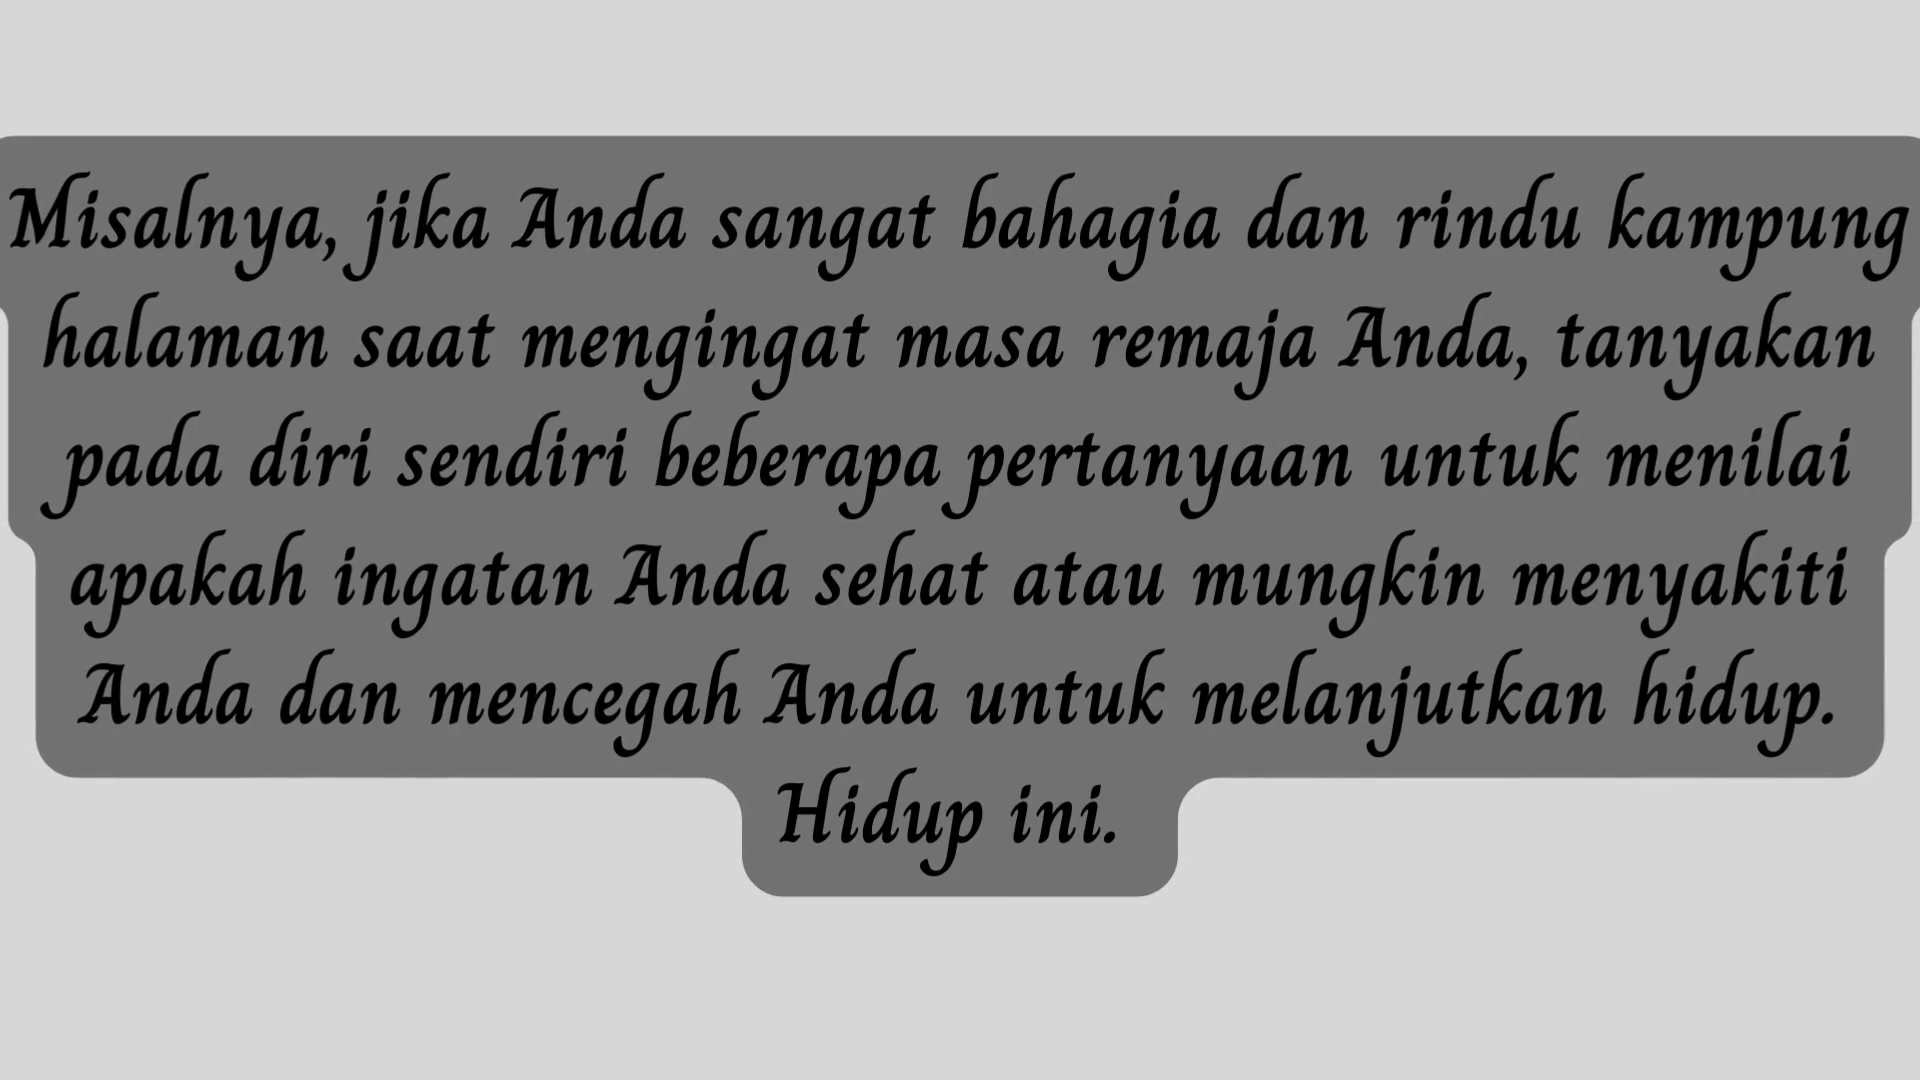 Misalnya, jika Anda sangat bahagia dan rindu kampung
halaman saat mengingat masa remaja Anda, tanyakan
pada diri sendiri beberapa pertanyaan untuk menilai
apakah ingatan Anda sehat atau mungkin menyakiti
Anda dan mencegah Anda untuk melanjutkan hidup.
Hidup ini.